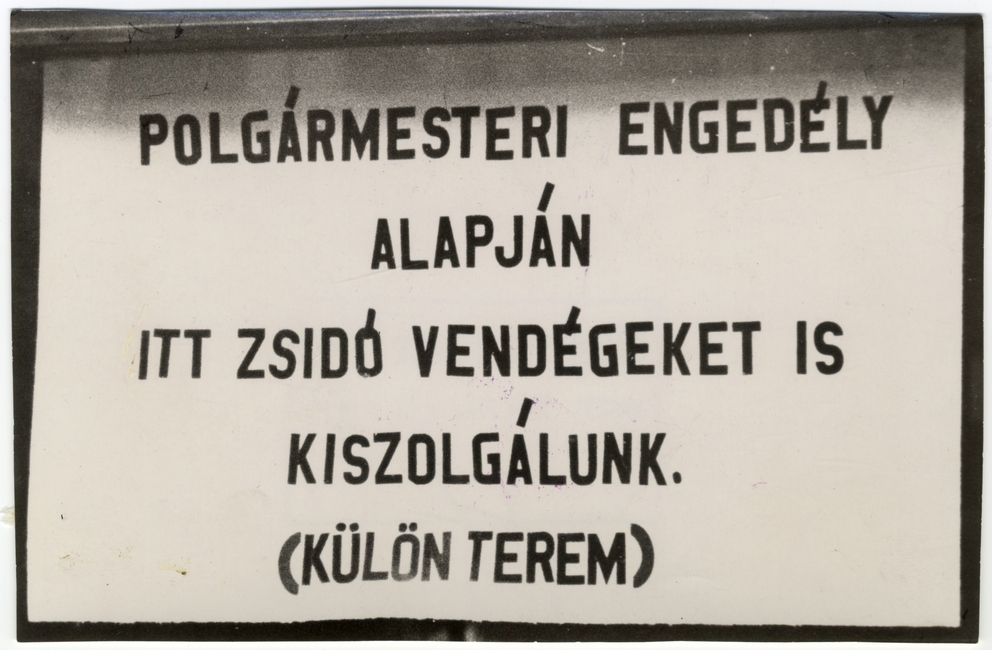 POLGÁRMESTERI ENGEDÉLY
ALAPJÁN
ITT ZSIDÓ VENDÉGEKET IS
KISZOLGÁLUNK.
(KÜLÖN TEREM)